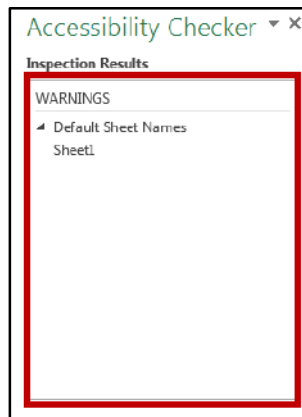 Accessibility Checker
Inspection Results
WARNINGS
Default Sheet Names
Sheet1